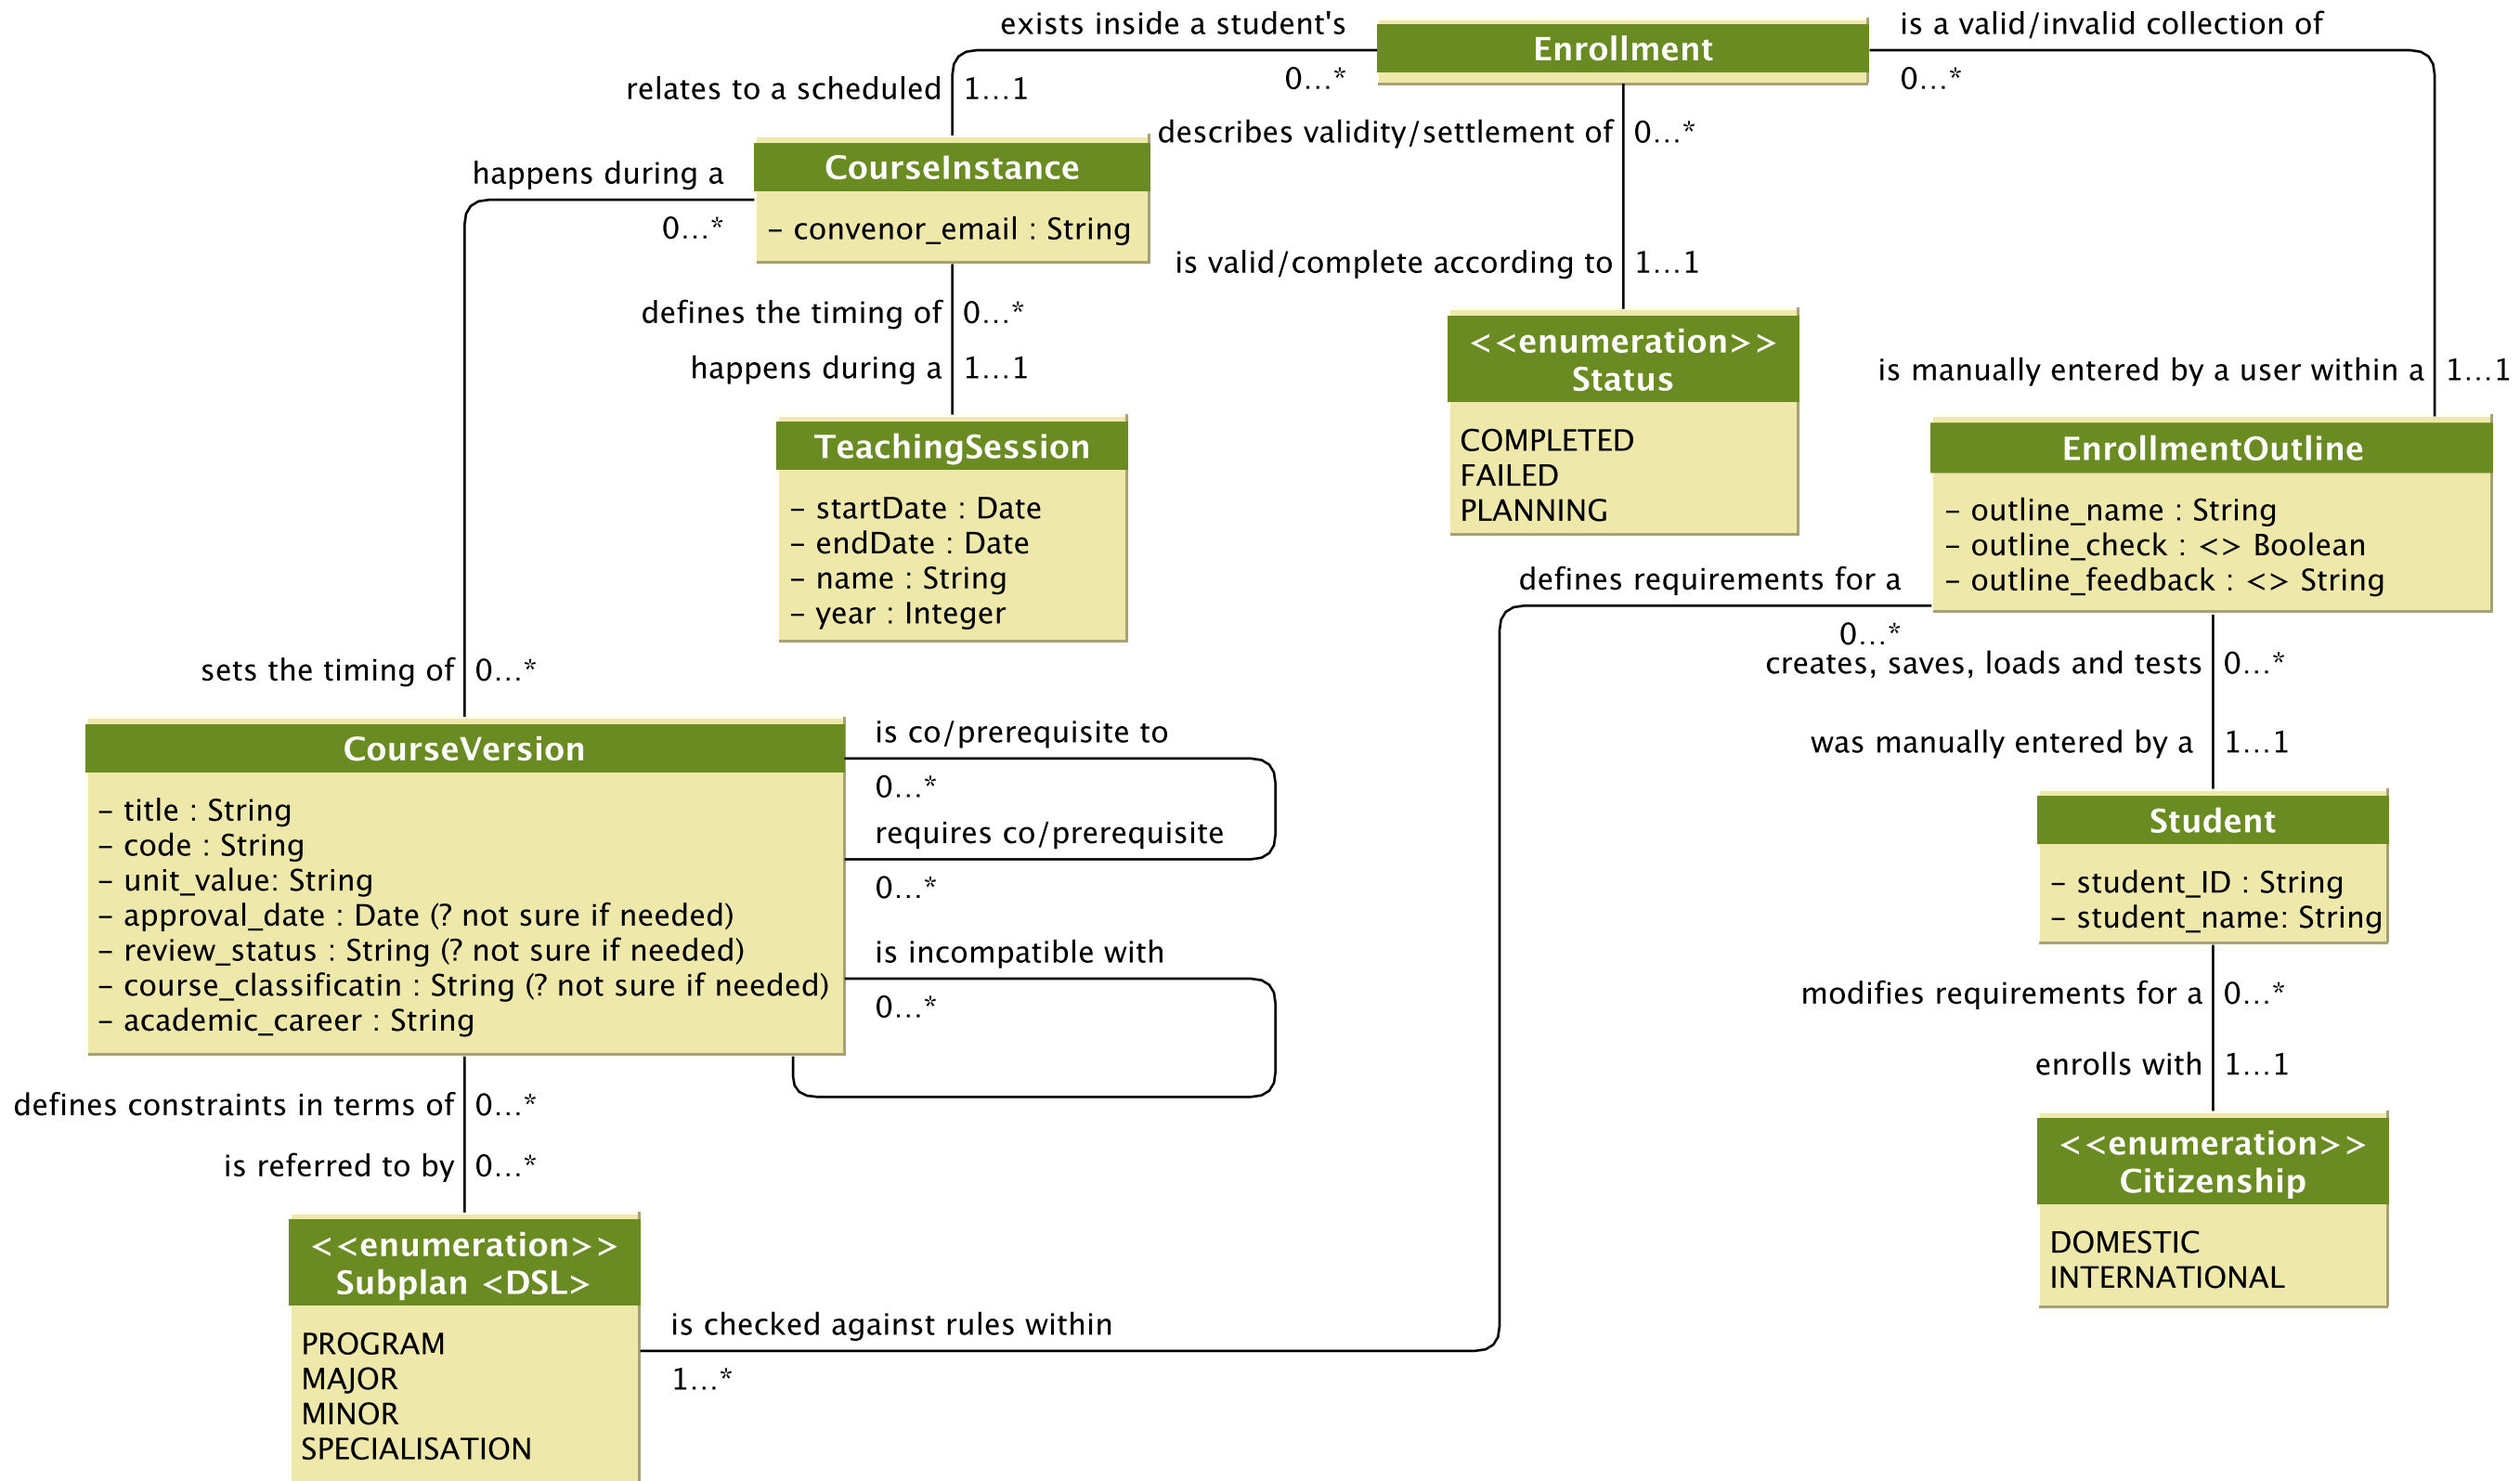 exists inside a student's
0...*
Enrollment
is a valid/invalid collection of
0...*
relates to a scheduled 1...1
describes validity/settlement of 0...*
happens during a
0...*
CourseInstance
- convenor_email : String
is valid/complete according to 1...1
defines the timing of 0...*
happens during a 1...1
<<enumeration>>
Status
COMPLETED
FAILED
PLANNING
is manually entered by a user within a 1...1
TeachingSession
- startDate : Date
- endDate : Date
- name : String
- year : Integer
EnrollmentOutline
- outline_name : String
- outline_check : <> Boolean
- outline_feedback : <> String
defines requirements for a
0...*
creates, saves, loads and tests 0...*
sets the timing of 0...*
was manually entered by a 1...1
CourseVersion
- title : String
- code : String
- unit_value: String
- approval_date : Date (? not sure if needed)
- review_status : String (? not sure if needed)
- course_classificatin : String (? not sure if needed)
- academic_career : String
is co/prerequisite to
0...*
requires co/prerequisite
0...*
is incompatible with
0...*
Student
- student_ID : String
- student_name: String
modifies requirements for a 0...*
enrolls with 1...1
defines constraints in terms of 0...*
is referred to by 0...*
<<enumeration>>
Citizenship
DOMESTIC
INTERNATIONAL
<<enumeration>>
Subplan <DSL>
PROGRAM
MAJOR
MINOR
SPECIALISATION
is checked against rules within
1...*